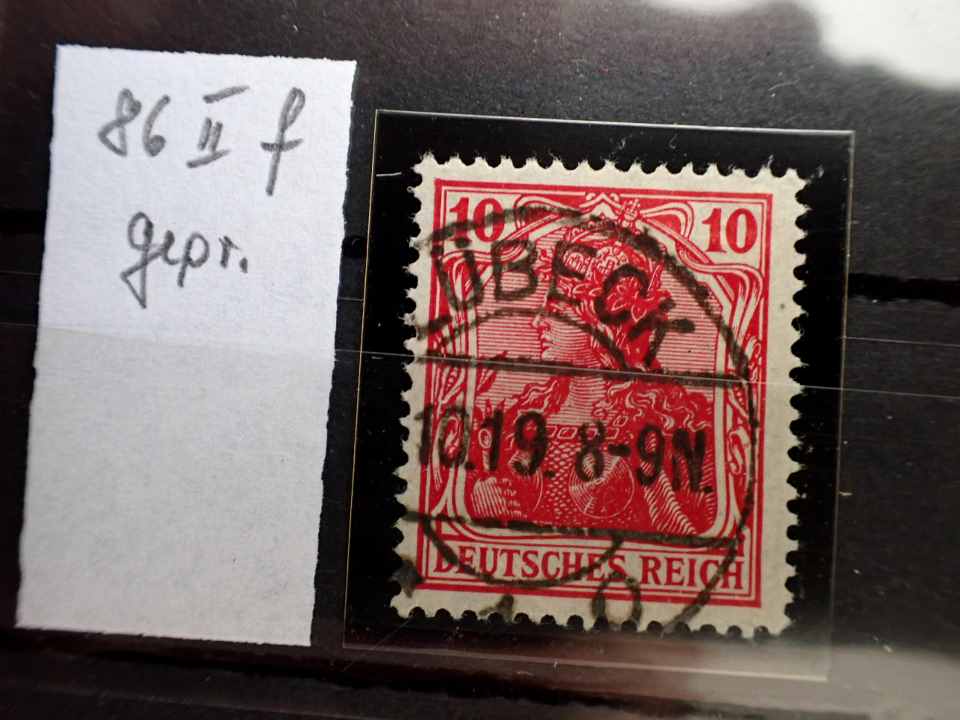 86 II f
gepr.
10 10
ÜBECK
10.19. 8-9N.
DEUTSCHES REICH